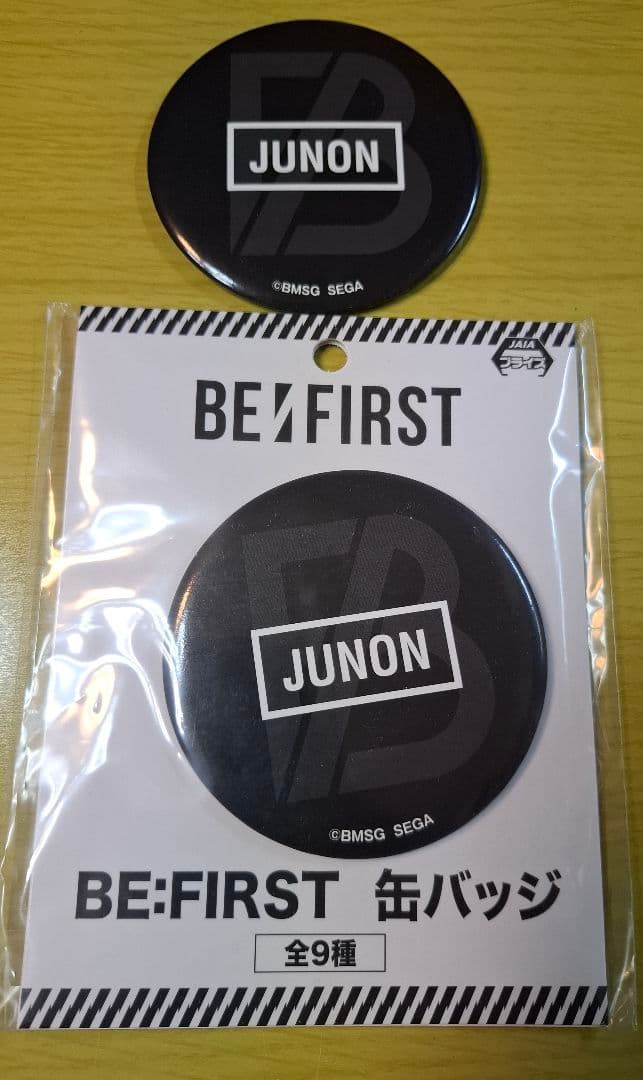 JUNON
©BMSG SEGA
JAIA
プライズ
BE:FIRST
JUNON
©BMSG SEGA
BE:FIRST 缶バッジ
全9種